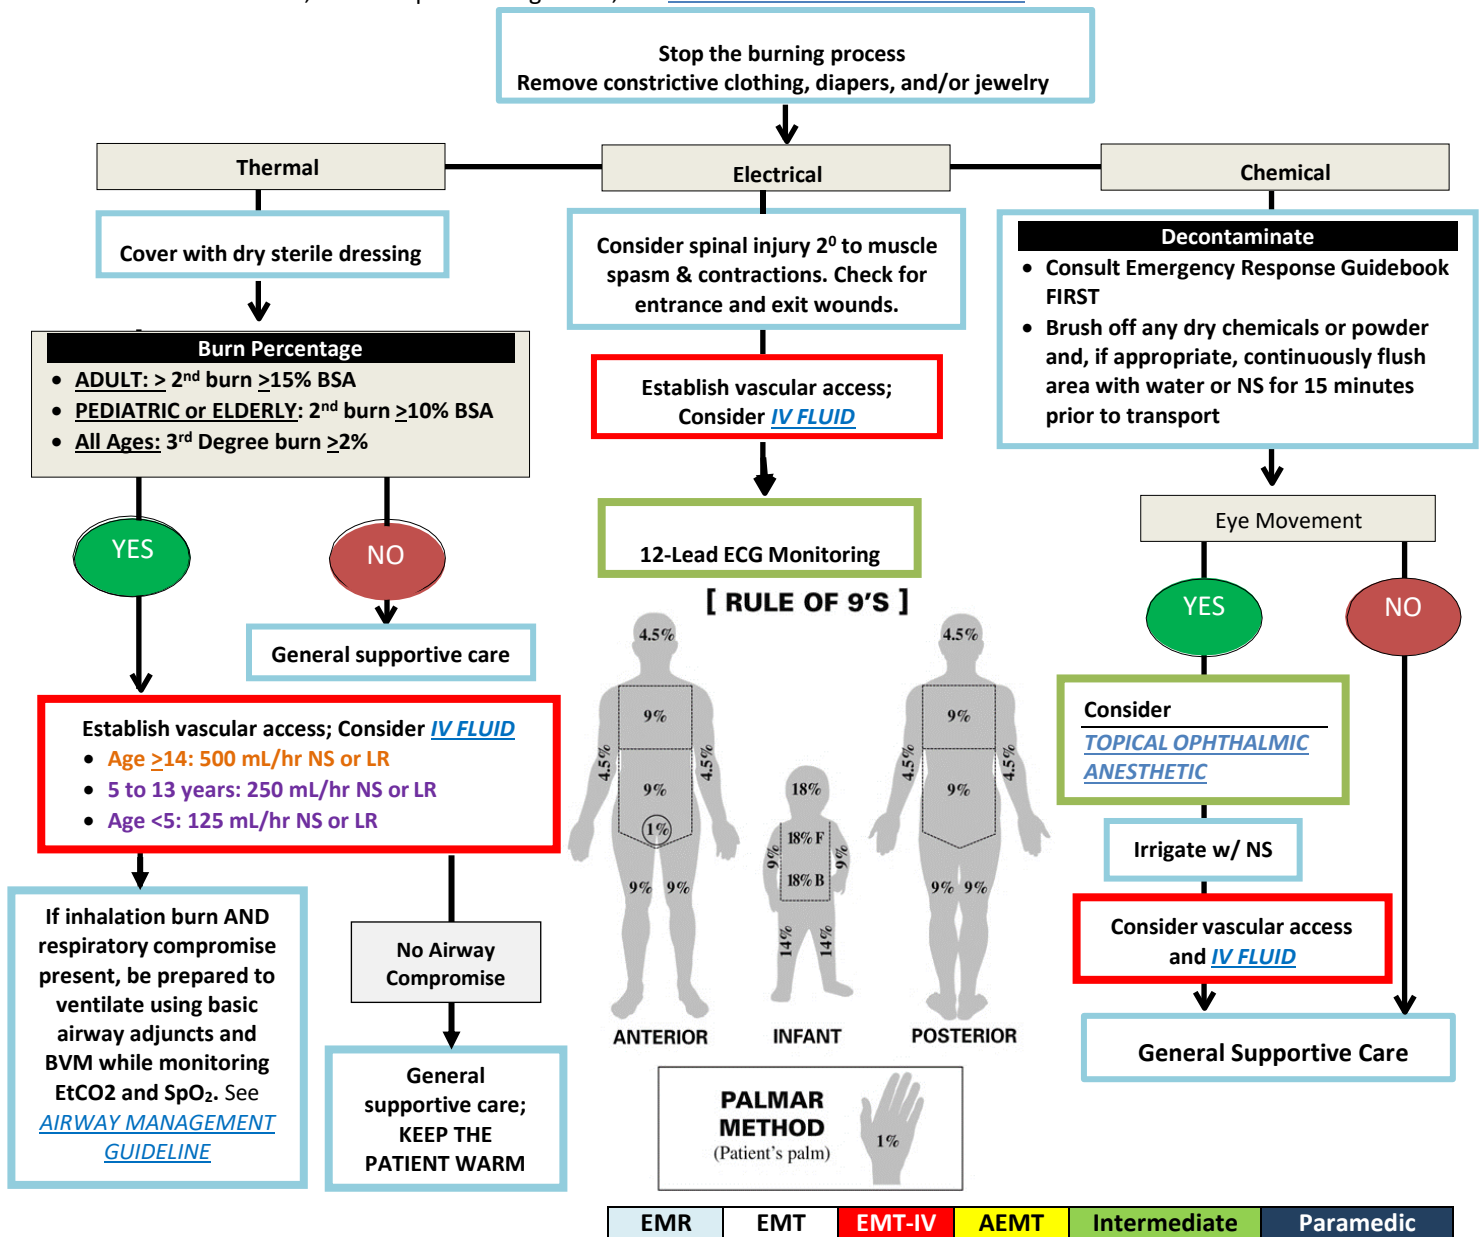 Stop the burning process
Remove constrictive clothing, diapers, and/or jewelry
Thermal
Electrical
Chemical
Cover with dry sterile dressing
Consider spinal injury 2⁰ to muscle
spasm & contractions. Check for
entrance and exit wounds.
Decontaminate
• Consult Emergency Response Guidebook
FIRST
• Brush off any dry chemicals or powder
and, if appropriate, continuously flush
area with water or NS for 15 minutes
prior to transport
Burn Percentage
• ADULT: > 2nd burn >15% BSA
• PEDIATRIC or ELDERLY: 2nd burn >10% BSA
• All Ages: 3rd Degree burn >2%
Establish vascular access;
Consider IV FLUID
12-Lead ECG Monitoring
Eye Movement
YES
NO
YES
NO
General supportive care
Establish vascular access; Consider IV FLUID
• Age >14: 500 mL/hr NS or LR
• 5 to 13 years: 250 mL/hr NS or LR
• Age <5: 125 mL/hr NS or LR
Consider
TOPICAL OPHTHALMIC
ANESTHETIC
Irrigate w/ NS
Consider vascular access
and IV FLUID
General Supportive Care
If inhalation burn AND
respiratory compromise
present, be prepared to
ventilate using basic
airway adjuncts and
BVM while monitoring
EtCO2 and SpO₂. See
AIRWAY MANAGEMENT
GUIDELINE
No Airway
Compromise
General
supportive care;
KEEP THE
PATIENT WARM
[ RULE OF 9'S ]
4.5%
9%
4.5%
4.5%
9%
1%
9% 9%
ANTERIOR
18%
18% F
9%
9%
18% B
14%
14%
INFANT
4.5%
9%
4.5%
4.5%
9%
9% 9%
POSTERIOR
PALMAR
METHOD
(Patient's palm)
1%
EMR EMT EMT-IV AEMT Intermediate Paramedic